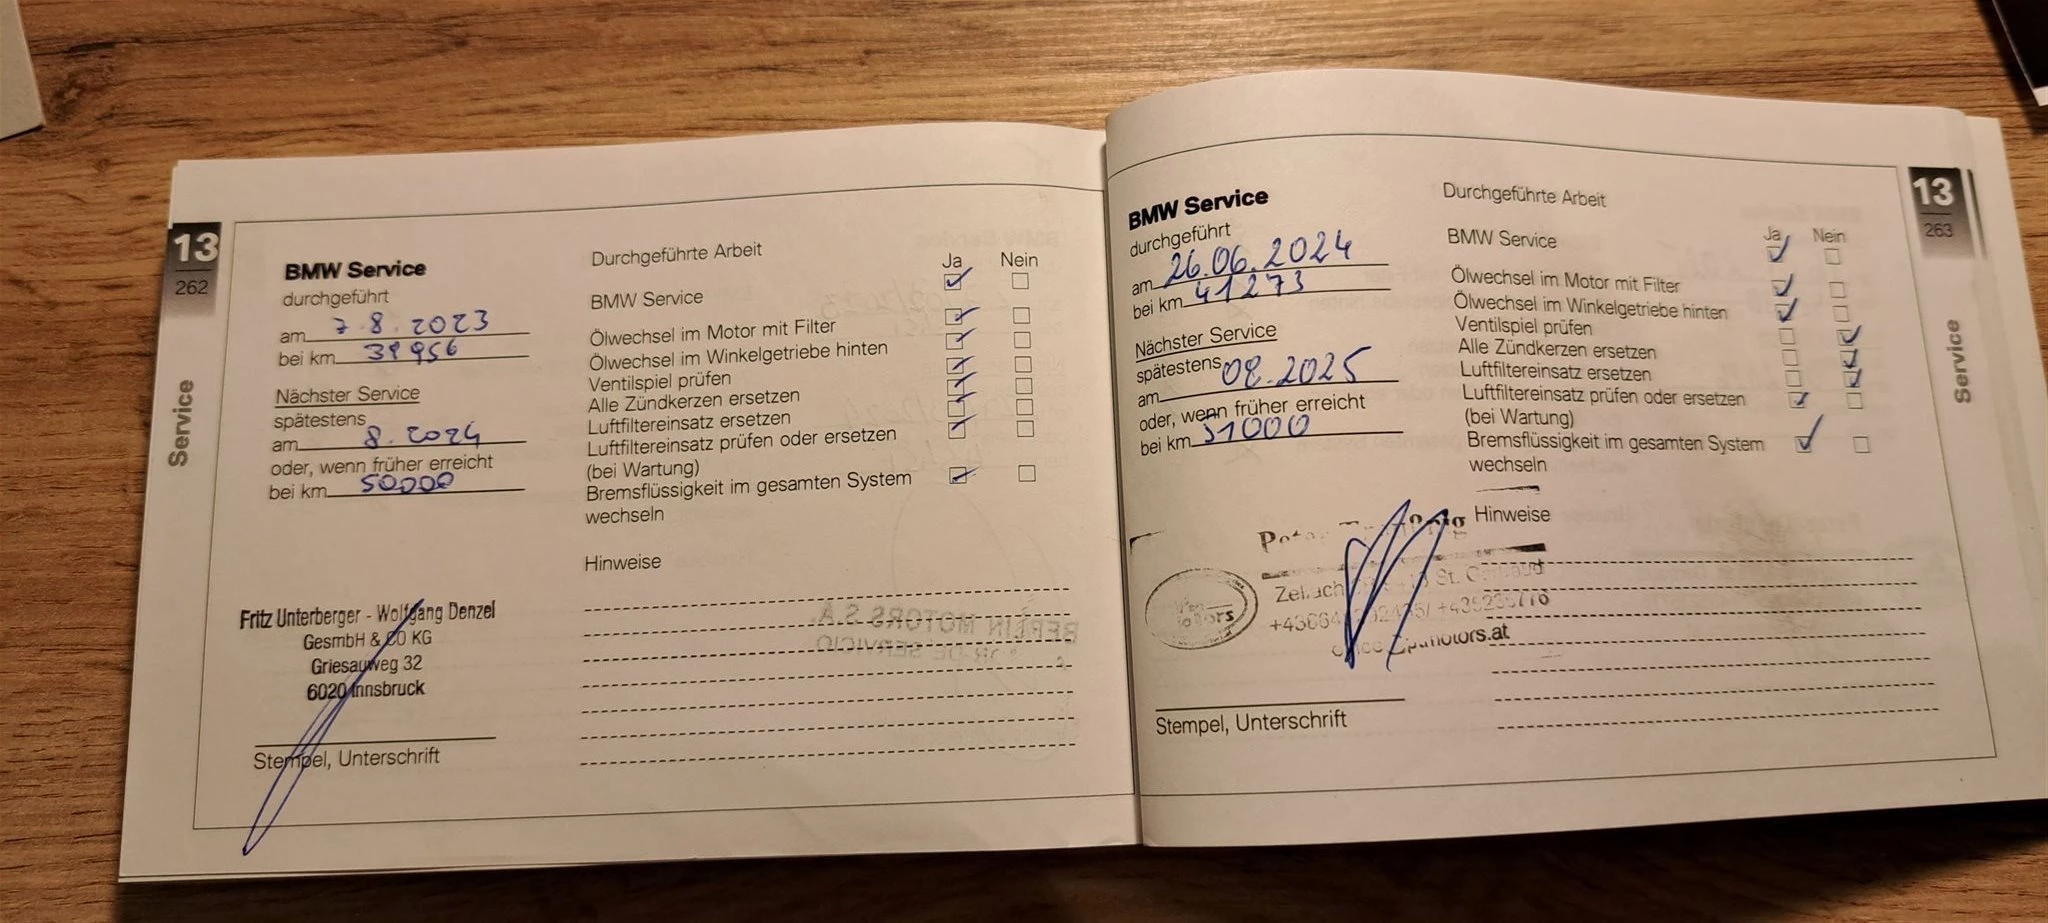 13
262
Service
BMW Service
durchgeführt
am 7.8.2023
bei km 39956
Nächster Service
spätestens
am 8.2024
oder, wenn früher erreicht
bei km 50000
Fritz Unterberger - Wolfgang Denzel
GesmbH & CO KG
Griesauweg 32
6020 Innsbruck
Stempel, Unterschrift
Durchgeführte Arbeit
Ja Nein
BMW Service
Ölwechsel im Motor mit Filter
Ölwechsel im Winkelgetriebe hinten
Ventilspiel prüfen
Alle Zündkerzen ersetzen
Luftfiltereinsatz ersetzen
Luftfiltereinsatz prüfen oder ersetzen
(bei Wartung)
Bremsflüssigkeit im gesamten System
wechseln
Hinweise
BERLIN MOTORS S.A.
DE SERVICIO
13
263
Service
BMW Service
durchgeführt
am 26.06.2024
bei km 41273
Nächster Service
spätestens 08.2025
am
oder, wenn früher erreicht
bei km 51000
Stempel, Unterschrift
Durchgeführte Arbeit
Ja Nein
BMW Service
Ölwechsel im Motor mit Filter
Ölwechsel im Winkelgetriebe hinten
Ventilspiel prüfen
Alle Zündkerzen ersetzen
Luftfiltereinsatz ersetzen
Luftfiltereinsatz prüfen oder ersetzen
(bei Wartung)
Bremsflüssigkeit im gesamten System
wechseln
Hinweise